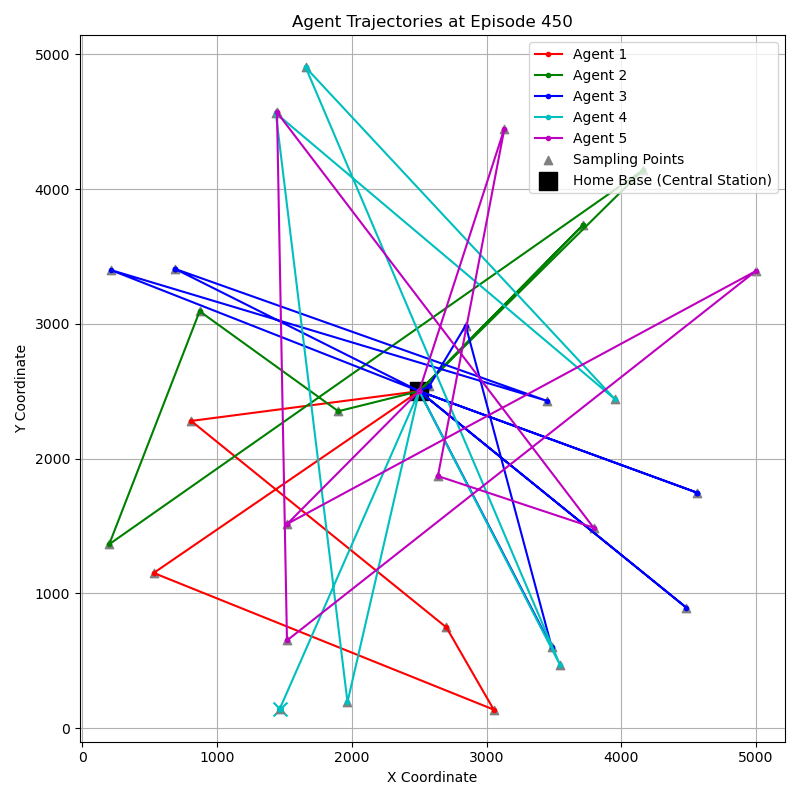 Agent Trajectories at Episode 450
Agent 1
Agent 2
Agent 3
Agent 4
Agent 5
Sampling Points
Home Base (Central Station)
5000
4000
3000
2000
1000
0
Y Coordinate
0 1000 2000 3000 4000 5000
X Coordinate